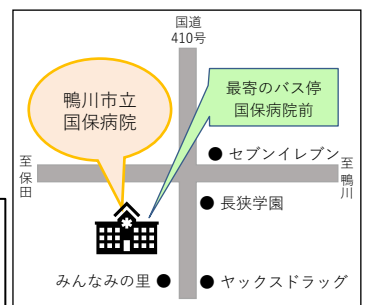 国道
410号
鴨川市立
国保病院
最寄のバス停
国保病院前
セブンイレブン
至保田
至鴨川
長狭学園
みんなみの里
ヤックスドラッグ